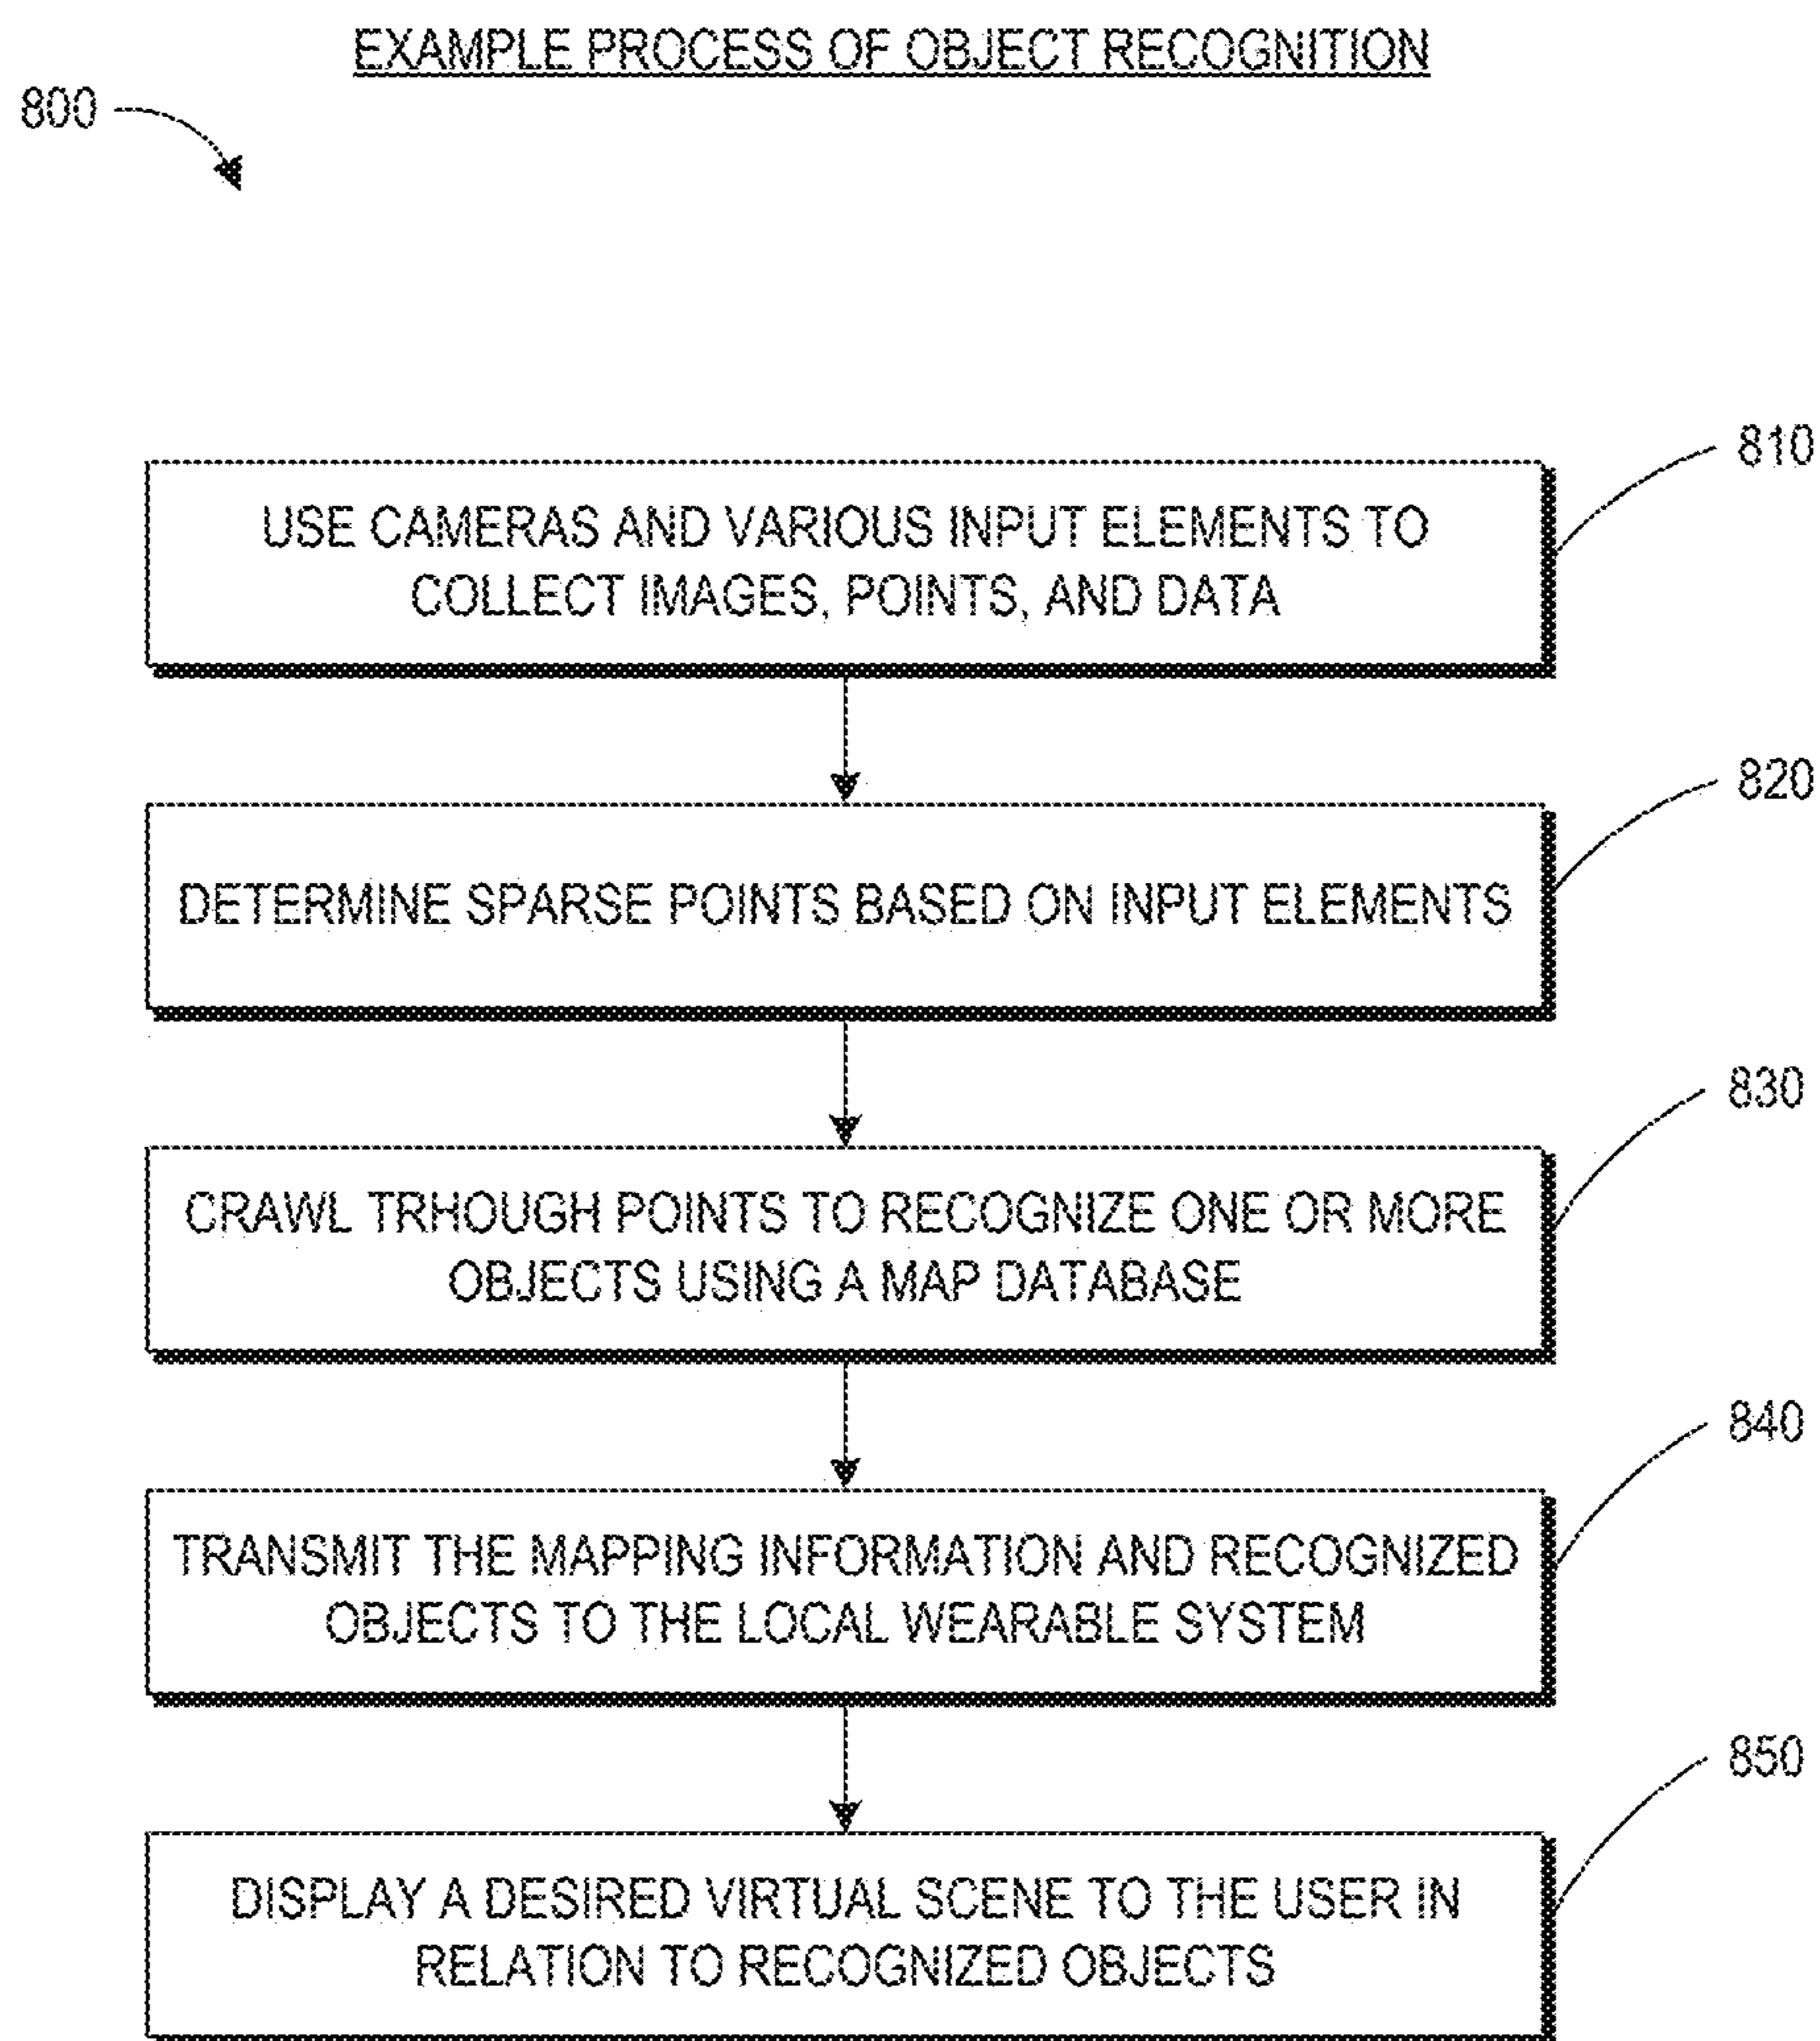 EXAMPLE PROCESS OF OBJECT RECOGNITION
800
810
USE CAMERAS AND VARIOUS INPUT ELEMENTS TO
COLLECT IMAGES, POINTS, AND DATA
820
DETERMINE SPARSE POINTS BASED ON INPUT ELEMENTS
830
CRAWL TRHOUGH POINTS TO RECOGNIZE ONE OR MORE
OBJECTS USING A MAP DATABASE
840
TRANSMIT THE MAPPING INFORMATION AND RECOGNIZED
OBJECTS TO THE LOCAL WEARABLE SYSTEM
850
DISPLAY A DESIRED VIRTUAL SCENE TO THE USER IN
RELATION TO RECOGNIZED OBJECTS